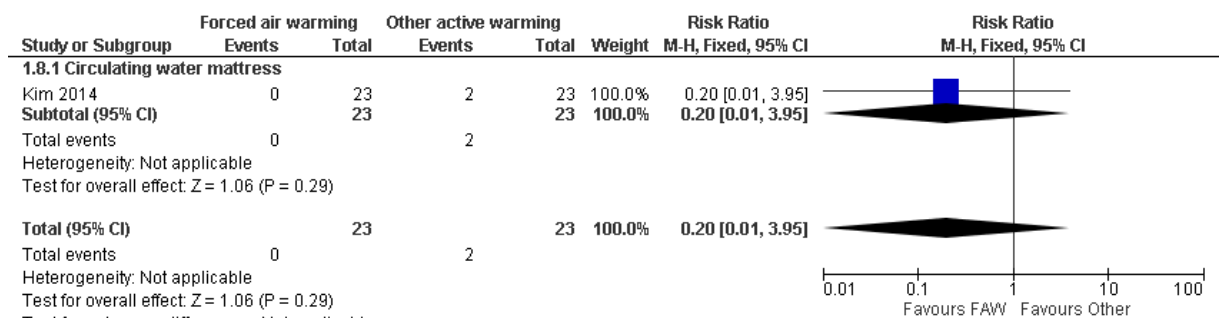 Forced air warming Other active warming Risk Ratio Risk Ratio
Study or Subgroup Events Total Events Total Weight M-H, Fixed, 95% CI M-H, Fixed, 95% CI
1.8.1 Circulating water mattress
Kim 2014 0 23 2 23 100.0% 0.20 [0.01, 3.95]
Subtotal (95% CI) 23 23 100.0% 0.20 [0.01, 3.95]
Total events 0 2
Heterogeneity: Not applicable
Test for overall effect: Z = 1.06 (P = 0.29)
Total (95% CI) 23 23 100.0% 0.20 [0.01, 3.95]
Total events 0 2
Heterogeneity: Not applicable
Test for overall effect: Z = 1.06 (P = 0.29)
0.01 0.1 1 10 100
Favours FAW Favours Other